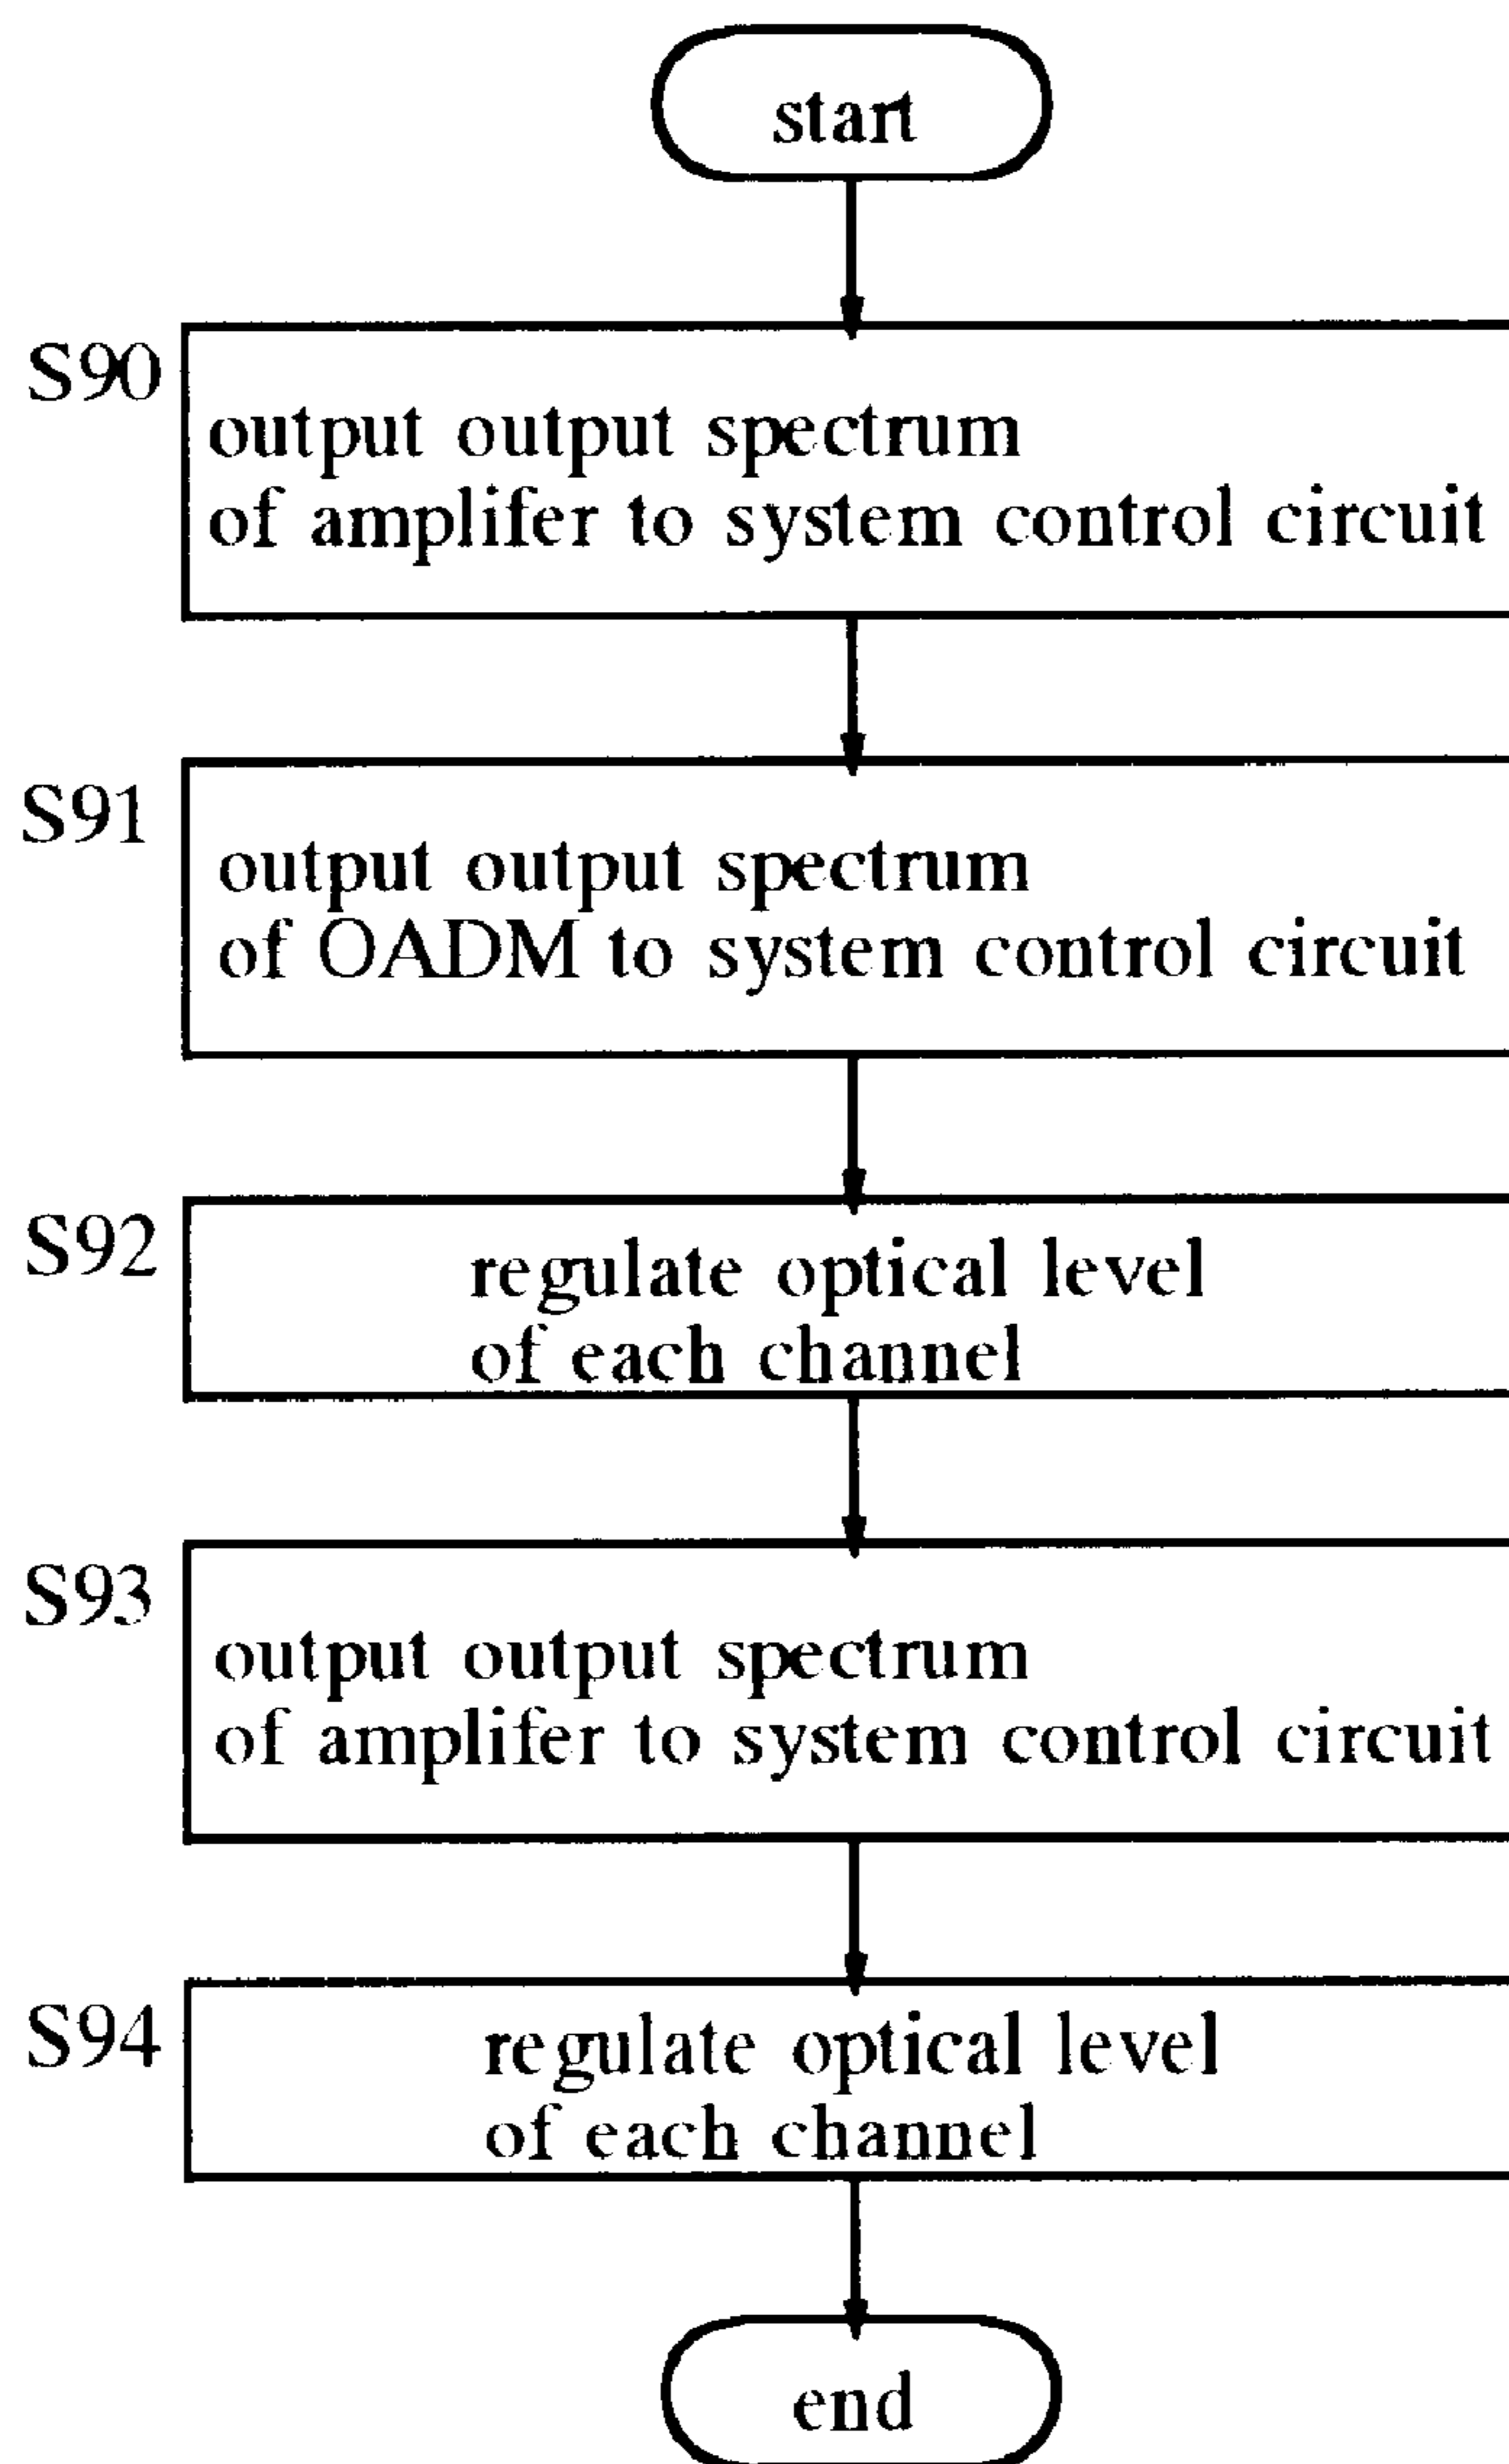 start
S90
output output spectrum
of amplifer to system control circuit
S91
output output spectrum
of OADM to system control circuit
S92
regulate optical level
of each channel
S93
output output spectrum
of amplifer to system control circuit
S94
regulate optical level
of each channel
end